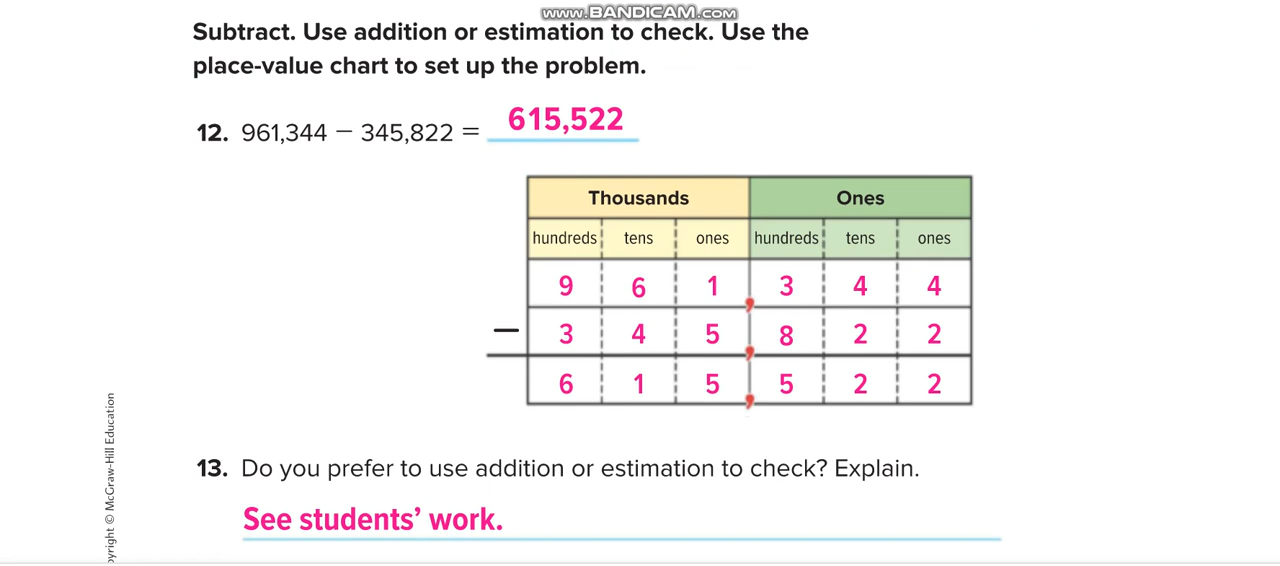 www.BANDICAM.com
Subtract. Use addition or estimation to check. Use the
place-value chart to set up the problem.
12. 961,344 − 345,822 = 615,522
Thousands Ones
hundreds tens ones hundreds tens ones
9 6 1 , 3 4 4
− 3 4 5 , 8 2 2
6 1 5 , 5 2 2
13. Do you prefer to use addition or estimation to check? Explain.
See students’ work.
yright © McGraw-Hill Education